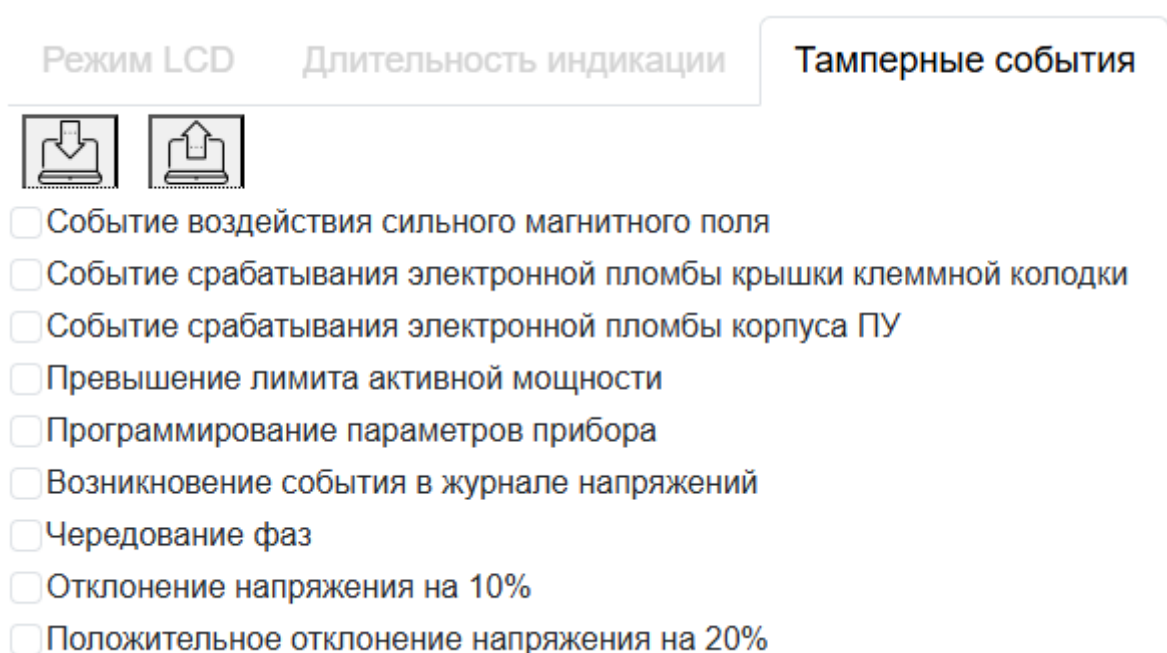 Режим LCD Длительность индикации Тамперные события
Событие воздействия сильного магнитного поля
Событие срабатывания электронной пломбы крышки клеммной колодки
Событие срабатывания электронной пломбы корпуса ПУ
Превышение лимита активной мощности
Программирование параметров прибора
Возникновение события в журнале напряжений
Чередование фаз
Отклонение напряжения на 10%
Положительное отклонение напряжения на 20%